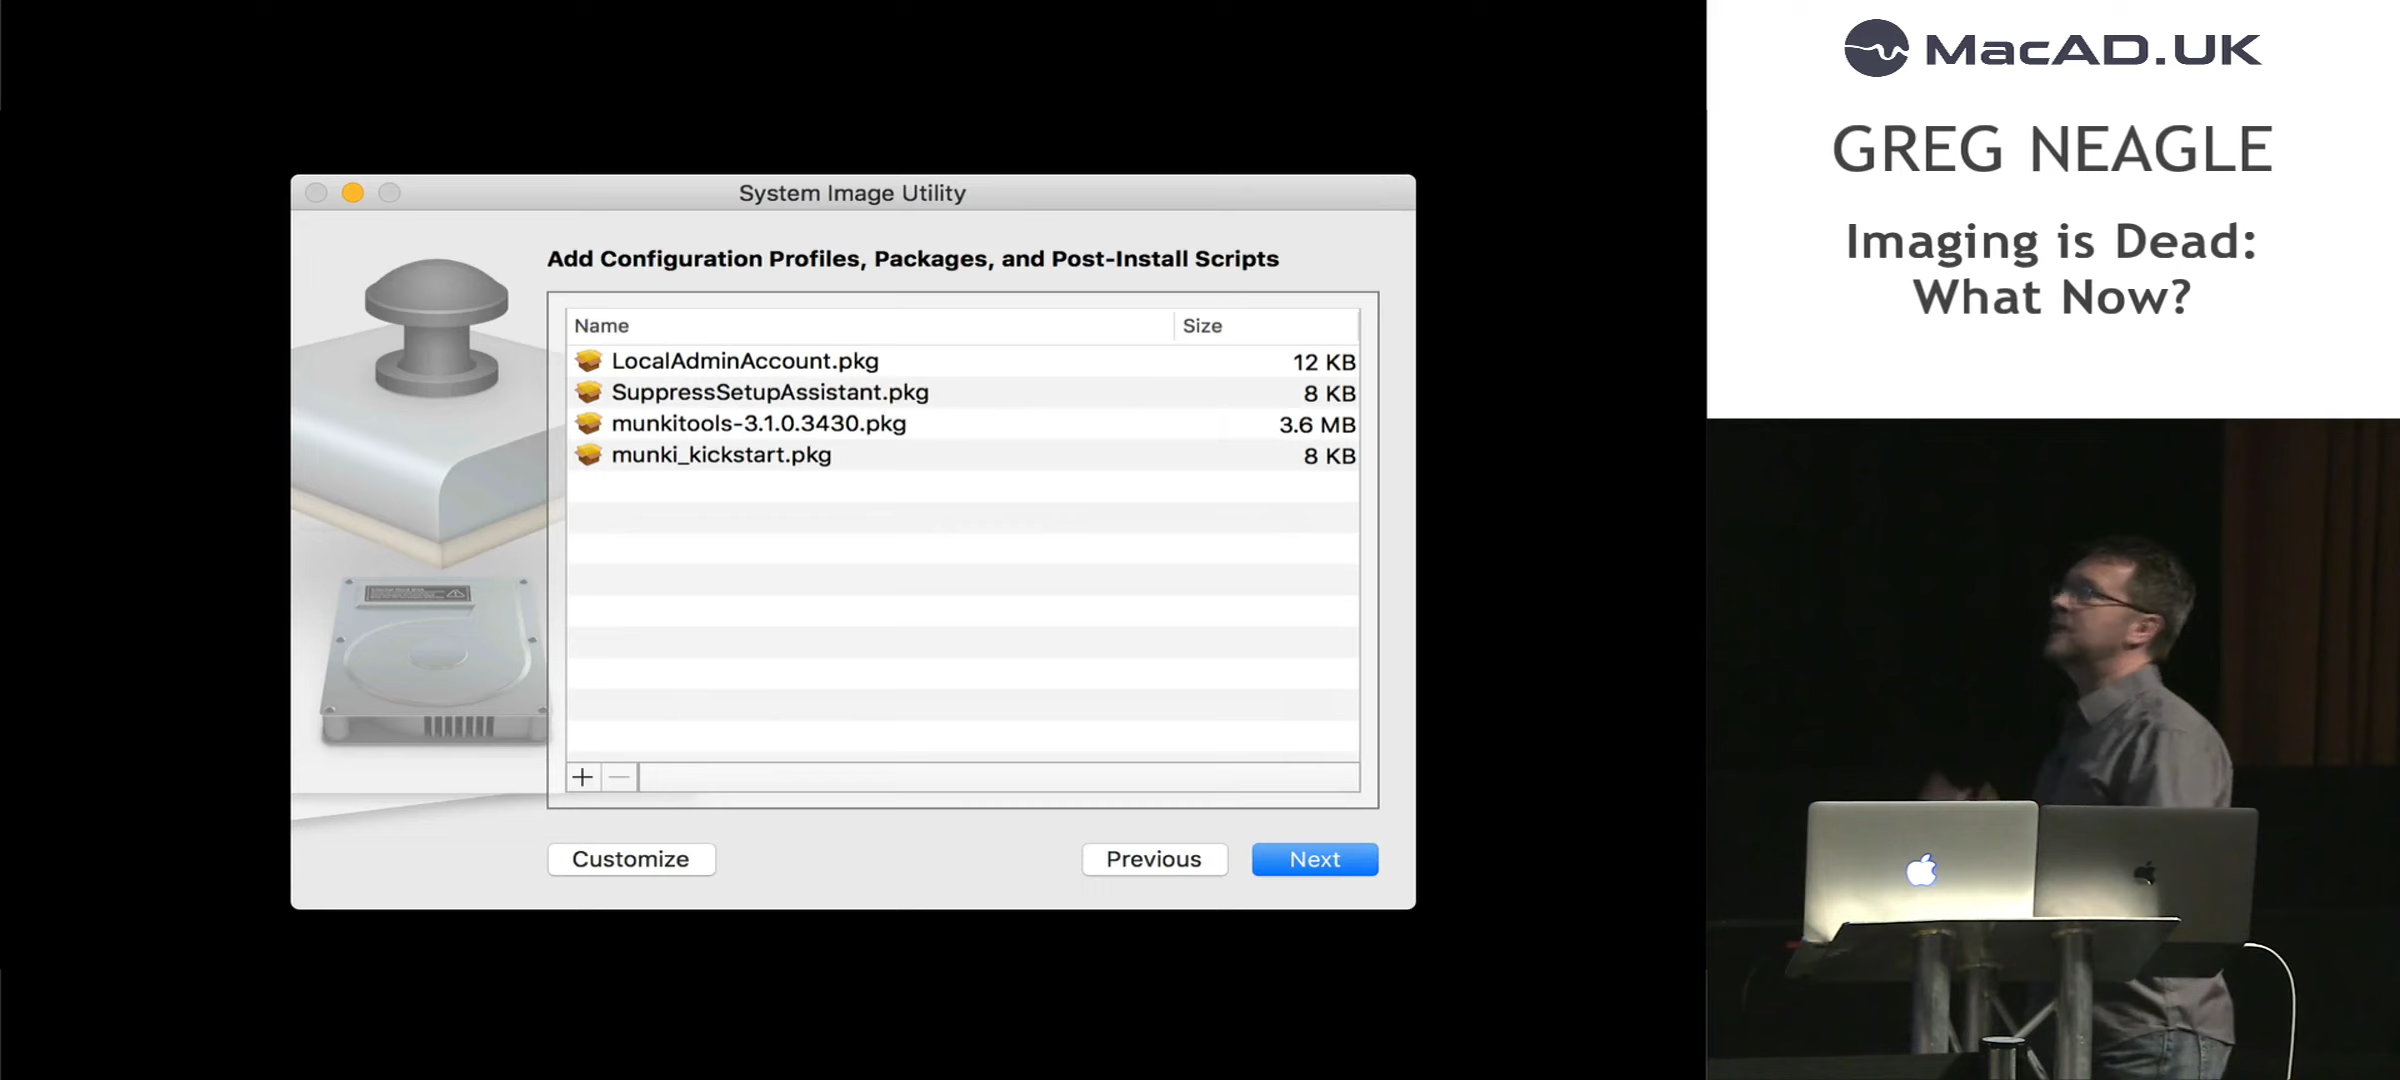 System Image Utility
Add Configuration Profiles, Packages, and Post-Install Scripts
Name Size
LocalAdminAccount.pkg 12 KB
SuppressSetupAssistant.pkg 8 KB
munkitools-3.1.0.3430.pkg 3.6 MB
munki_kickstart.pkg 8 KB
Customize Previous Next
MacAD.UK
GREG NEAGLE
Imaging is Dead:
What Now?